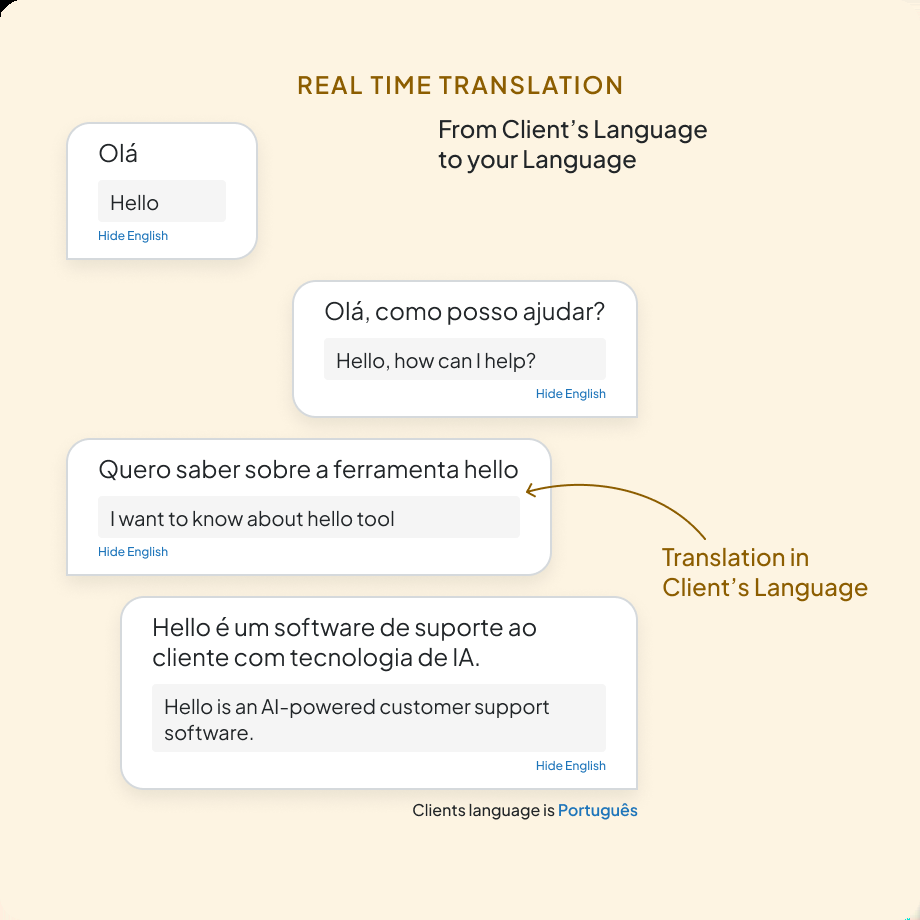 REAL TIME TRANSLATION
From Client’s Language
to your Language
Olá
Hello
Hide English
Olá, como posso ajudar?
Hello, how can I help?
Hide English
Quero saber sobre a ferramenta hello
I want to know about hello tool
Hide English
Translation in
Client’s Language
Hello é um software de suporte ao
cliente com tecnologia de IA.
Hello is an AI-powered customer support
software.
Hide English
Clients language is Português